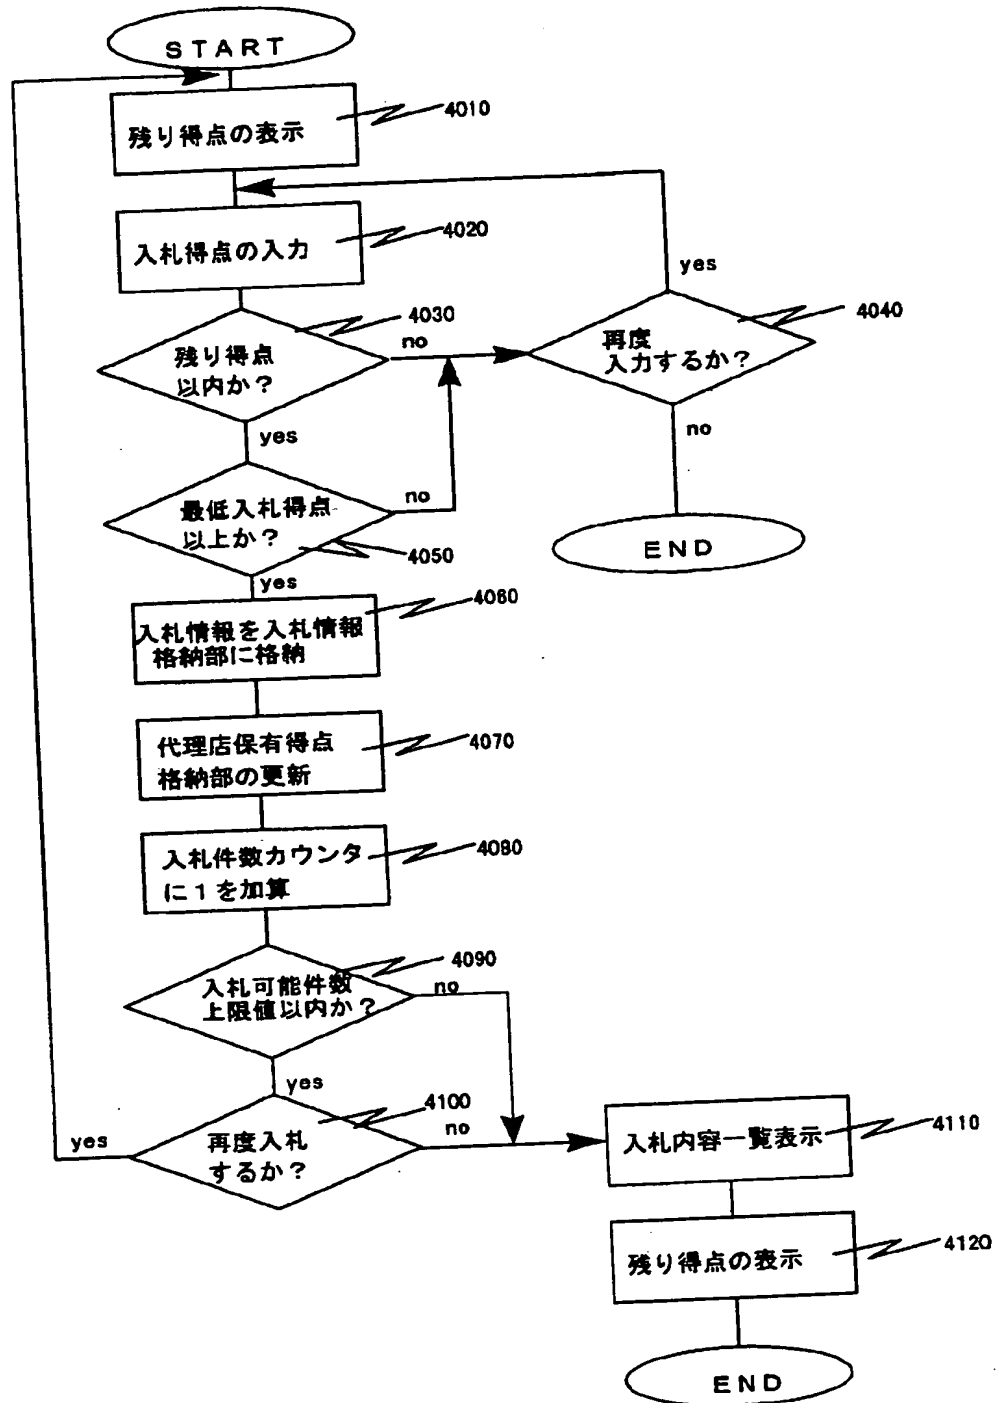 START
残り得点の表示
4010
入札得点の入力
4020
残り得点
以内か?
4030
no
yes
再度
入力するか?
4040
yes
no
END
最低入札得点
以上か?
4050
no
yes
入札情報を入札情報
格納部に格納
4060
代理店保有得点
格納部の更新
4070
入札件数カウンタ
に1を加算
4080
入札可能件数
上限値以内か?
4090
no
yes
再度入札
するか?
4100
yes
no
入札内容一覧表示
4110
残り得点の表示
4120
END